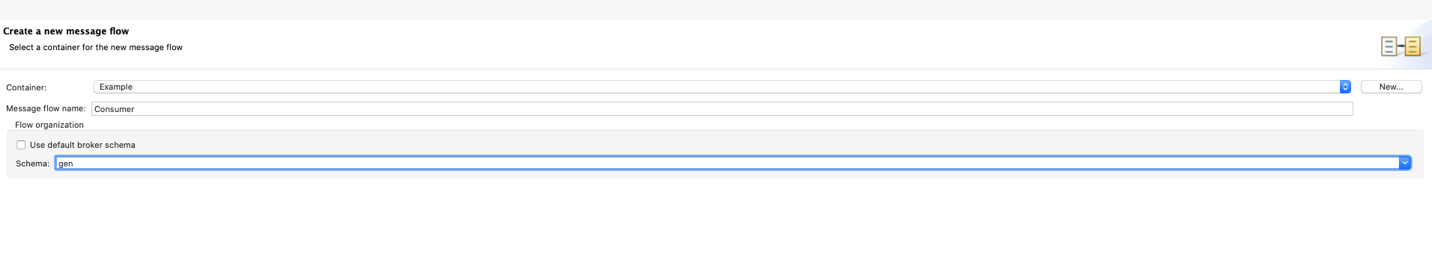 Create a new message flow
Select a container for the new message flow
Container: Example New...
Message flow name: Consumer
Flow organization
Use default broker schema
Schema: gen